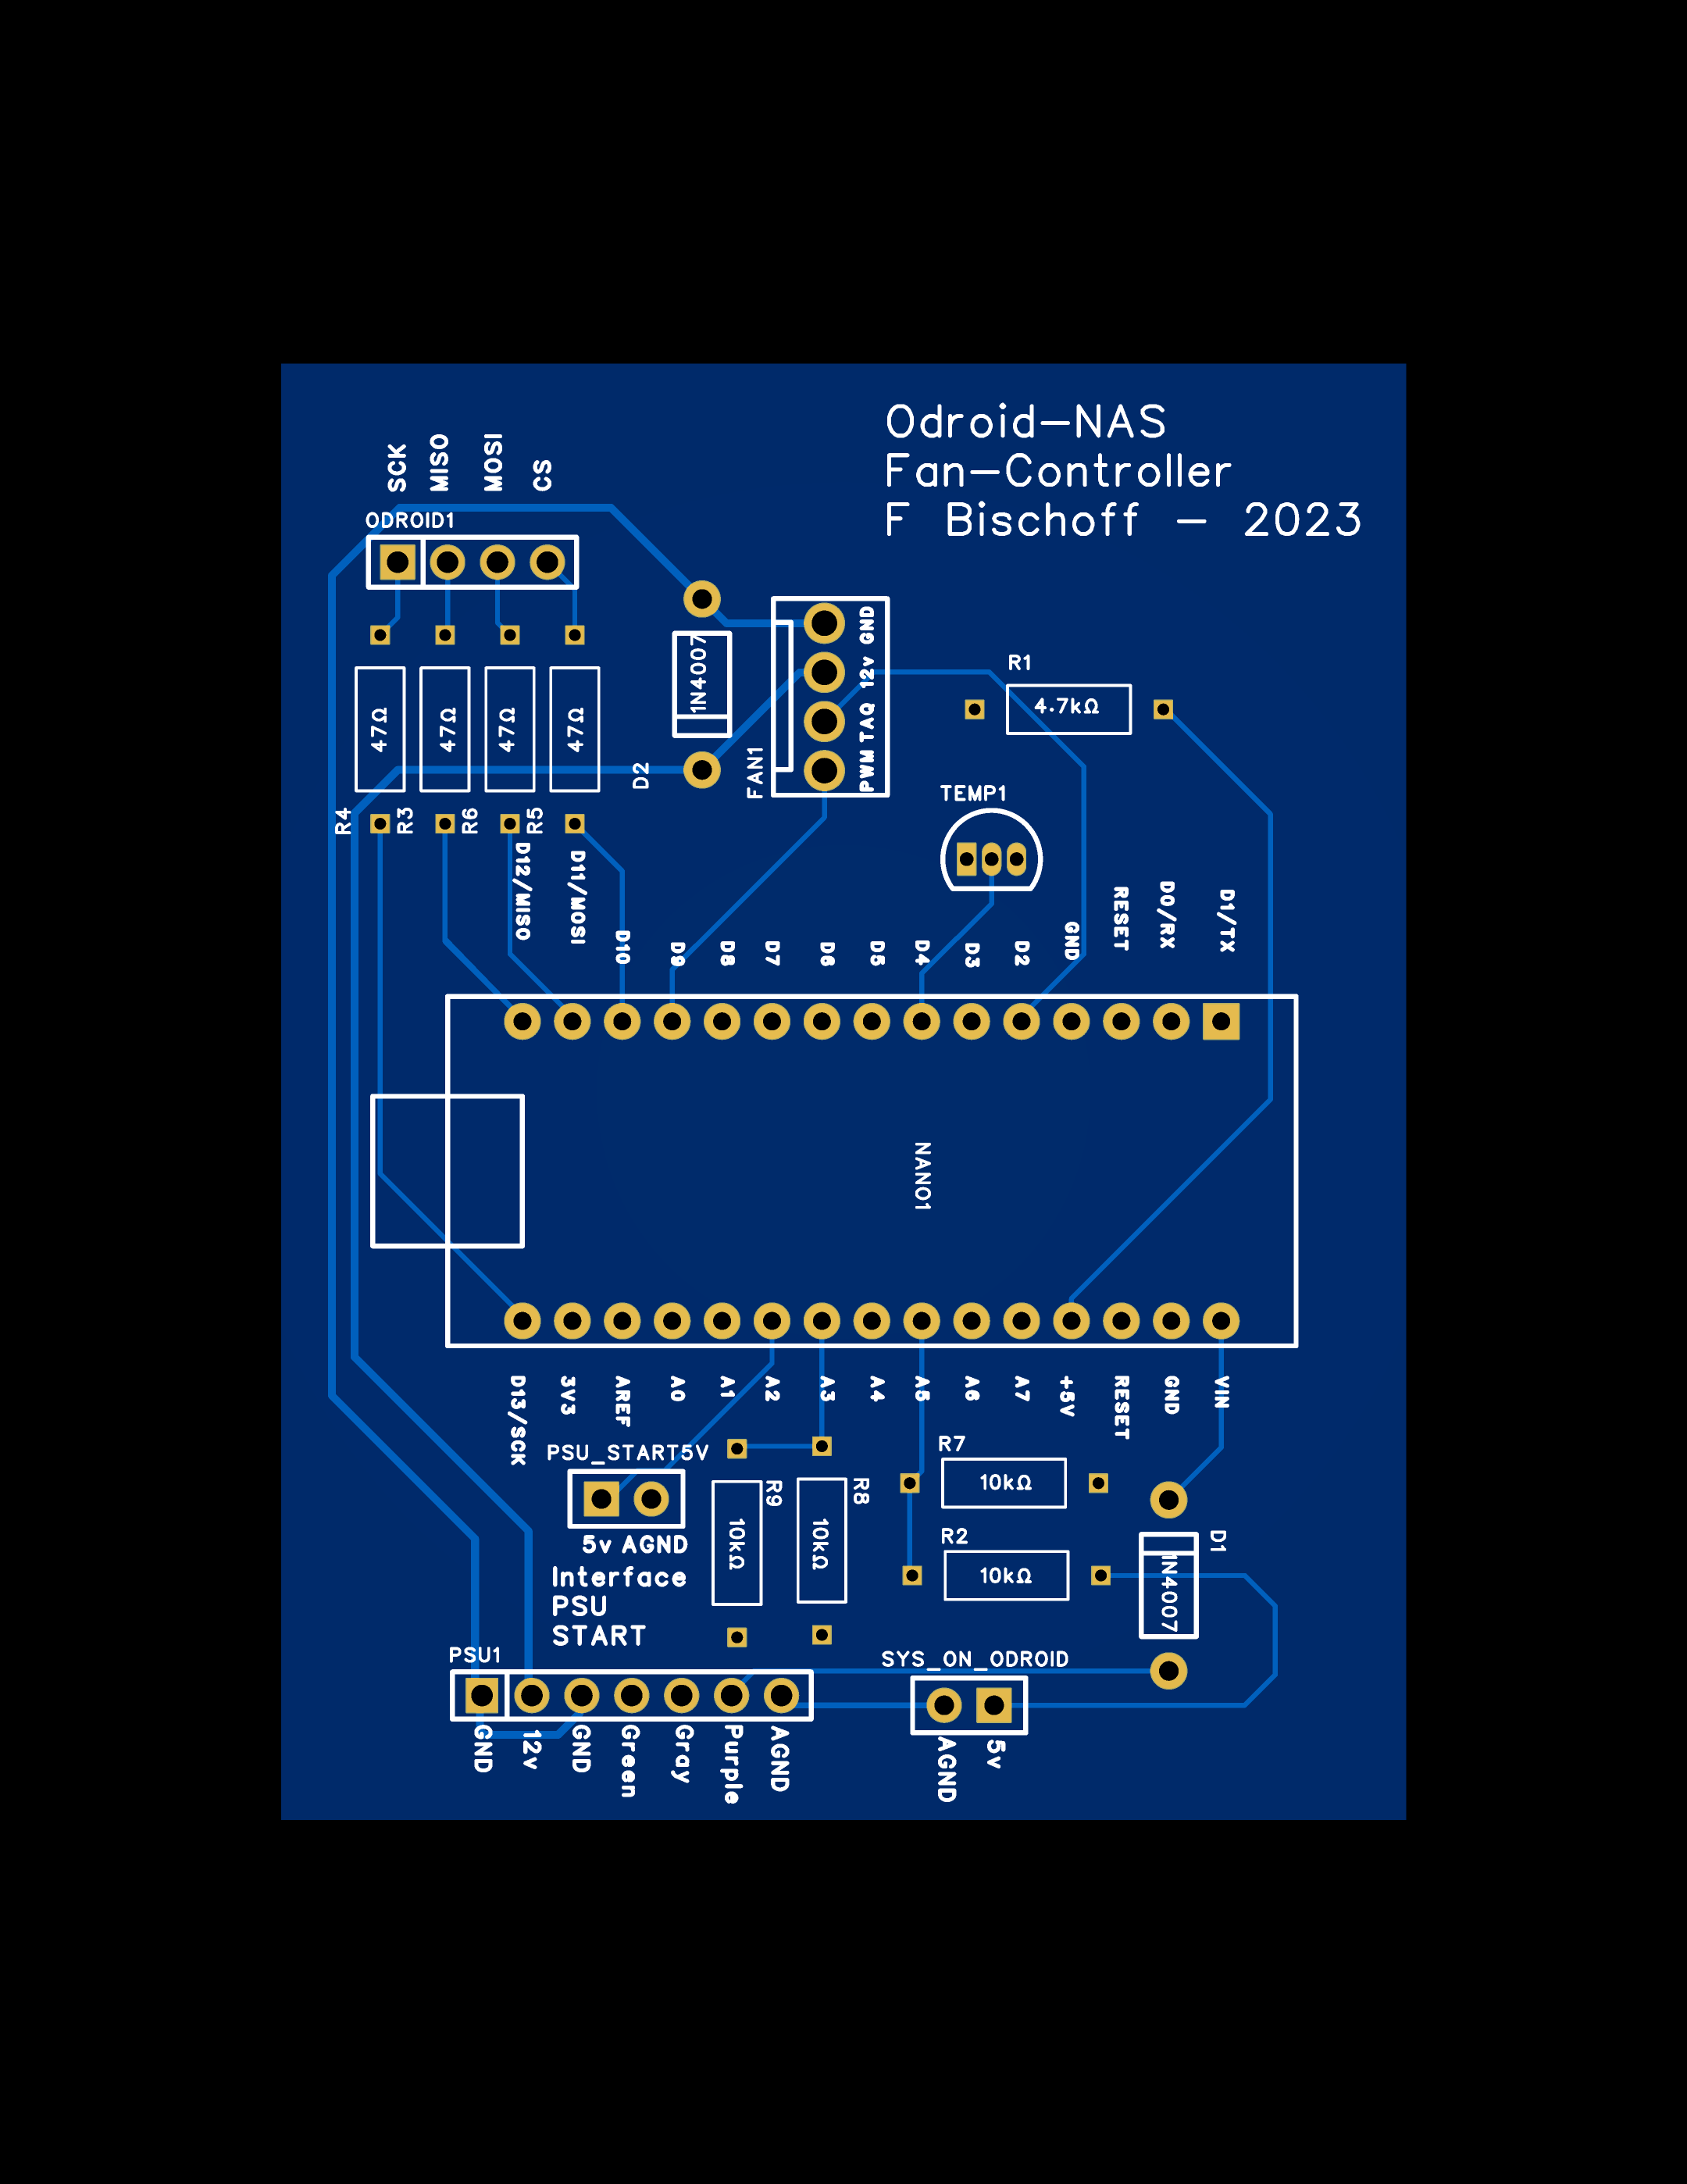 Odroid-NAS
Fan-Controller
F Bischoff - 2023
SCK
MISO
MOSI
CS
ODROID1
47Ω
47Ω
47Ω
47Ω
R4
R3
R6
R5
1N4007
D2
FAN1
GND
12v
TAQ
PWM
R1
4.7kΩ
TEMP1
D12/MISO
D11/MOSI
D10
D9
D8
D7
D6
D5
D4
D3
D2
GND
RESET
D0/RX
D1/TX
NANO1
D13/SCK
3V3
AREF
A0
A1
A2
A3
A4
A5
A6
A7
+5V
RESET
GND
VIN
PSU_START5V
5v AGND
Interface
PSU
START
R9
10kΩ
R8
10kΩ
R7
10kΩ
R2
10kΩ
D1
1N4007
PSU1
GND
12v
GND
Green
Gray
Purple
AGND
SYS_ON_ODROID
AGND
5v